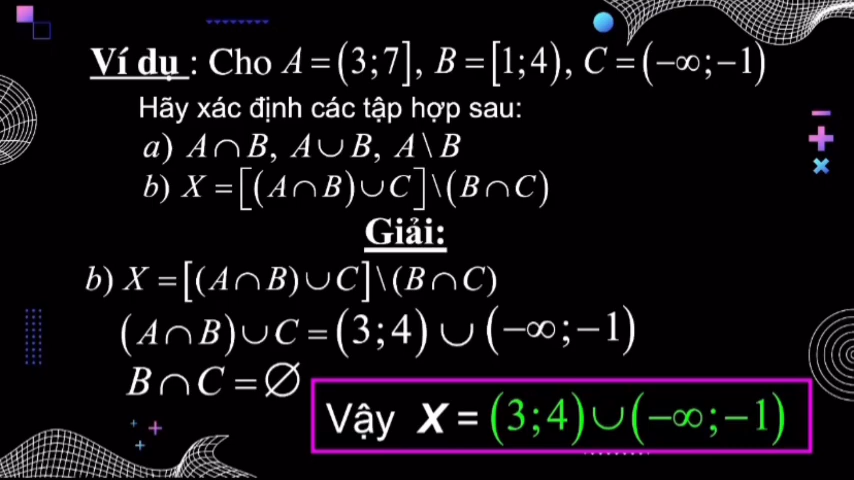 Ví dụ : Cho A = (3;7], B = [1;4), C = (−∞;−1)
Hãy xác định các tập hợp sau:
a) A ∩ B, A ∪ B, A \ B
b) X = [(A ∩ B) ∪ C] \ (B ∩ C)
Giải:
b) X = [(A ∩ B) ∪ C] \ (B ∩ C)
(A ∩ B) ∪ C = (3;4) ∪ (−∞;−1)
B ∩ C = ∅
Vậy X = (3;4) ∪ (−∞;−1)